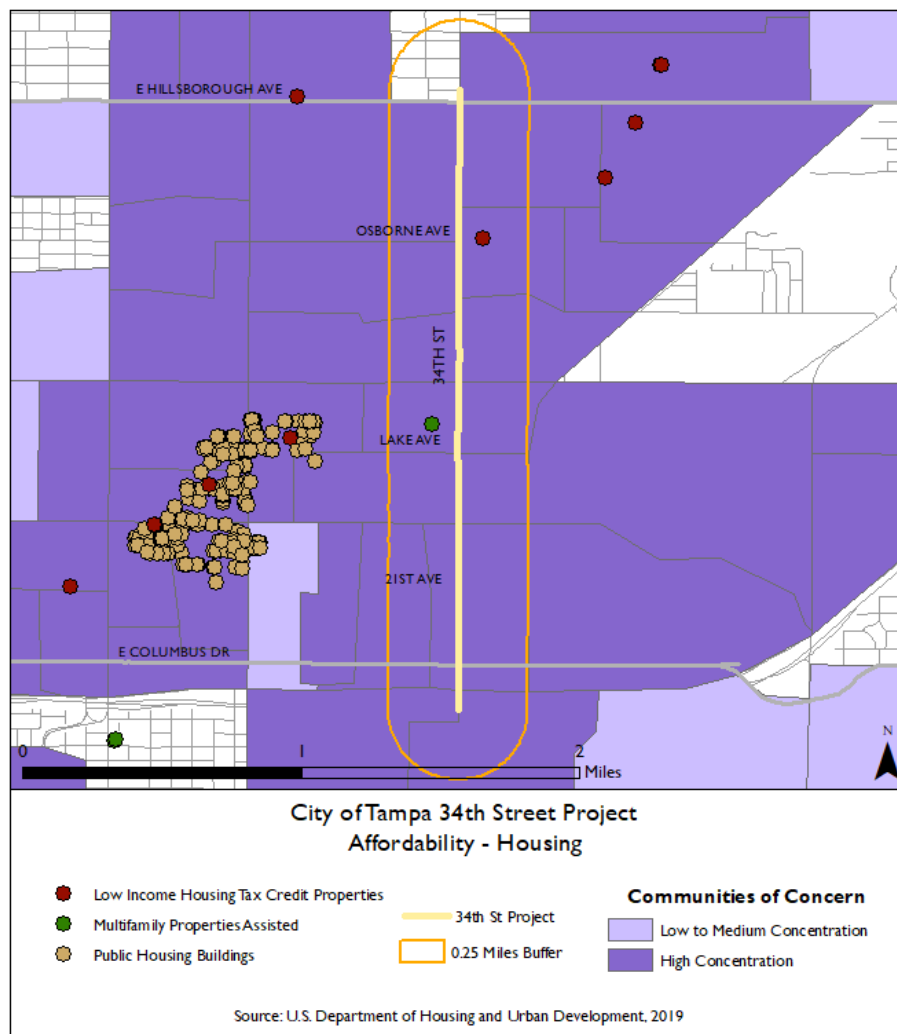 E HILLSBOROUGH AVE
OSBORNE AVE
34TH ST
LAKE AVE
21ST AVE
E COLUMBUS DR
N
0 1 2
Miles
City of Tampa 34th Street Project
Affordability - Housing
Low Income Housing Tax Credit Properties
Multifamily Properties Assisted
Public Housing Buildings
34th St Project
0.25 Miles Buffer
Communities of Concern
Low to Medium Concentration
High Concentration
Source: U.S. Department of Housing and Urban Development, 2019